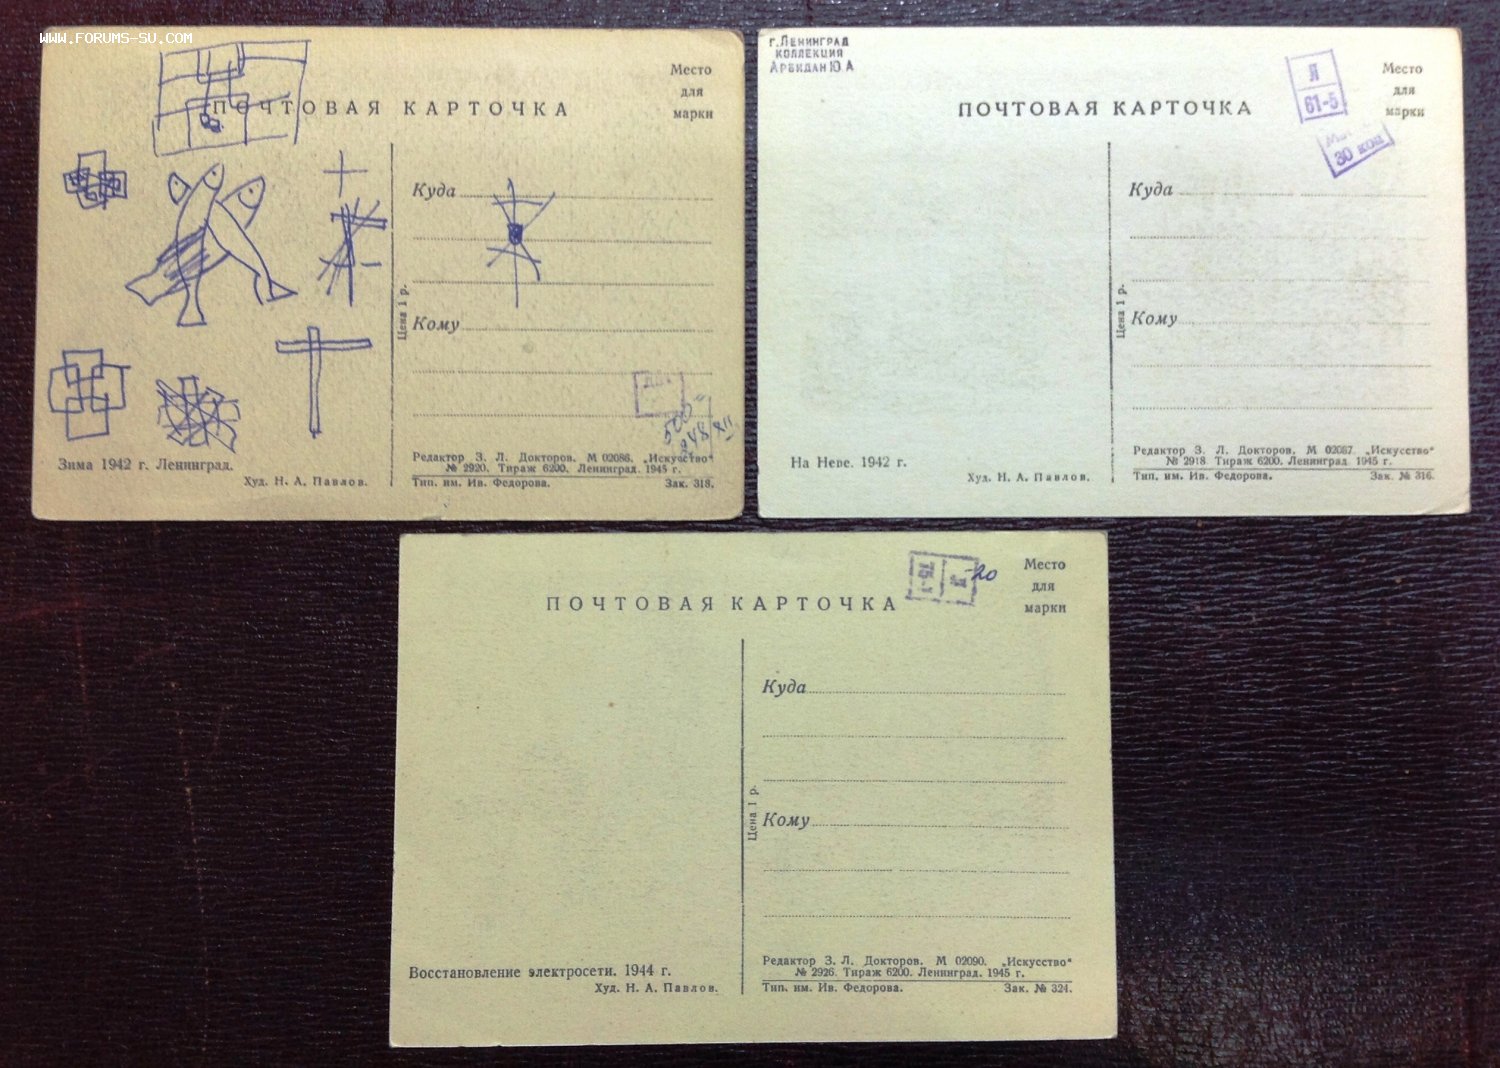 WWW.FORUMS-SU.COM
ПОЧТОВАЯ КАРТОЧКА
Место
для
марки
Куда
Кому
Цена 1 р.
500
Зима 1942 г. Ленинград.
Худ. Н. А. Павлов.
Редактор З. Л. Докторов. М 02086. „Искусство“
№ 2920. Тираж 6200. Ленинград. 1945 г.
Тип. им. Ив. Федорова. Зак. 318.
г. Ленинград
коллекция
Арбидан Ю.А
ПОЧТОВАЯ КАРТОЧКА
Л
61-5
30 коп
Место
для
марки
Куда
Кому
Цена 1 р.
На Неве. 1942 г.
Худ. Н. А. Павлов.
Редактор З. Л. Докторов. М 02087. „Искусство“
№ 2918. Тираж 6200. Ленинград. 1945 г.
Тип. им. Ив. Федорова. Зак. № 316.
ПОЧТОВАЯ КАРТОЧКА
-20
Место
для
марки
Куда
Кому
Цена 1 р.
Восстановление электросети. 1944 г.
Худ. Н. А. Павлов.
Редактор З. Л. Докторов. М 02090. „Искусство“
№ 2926. Тираж 6200. Ленинград. 1945 г.
Тип. им. Ив. Федорова. Зак. № 324.